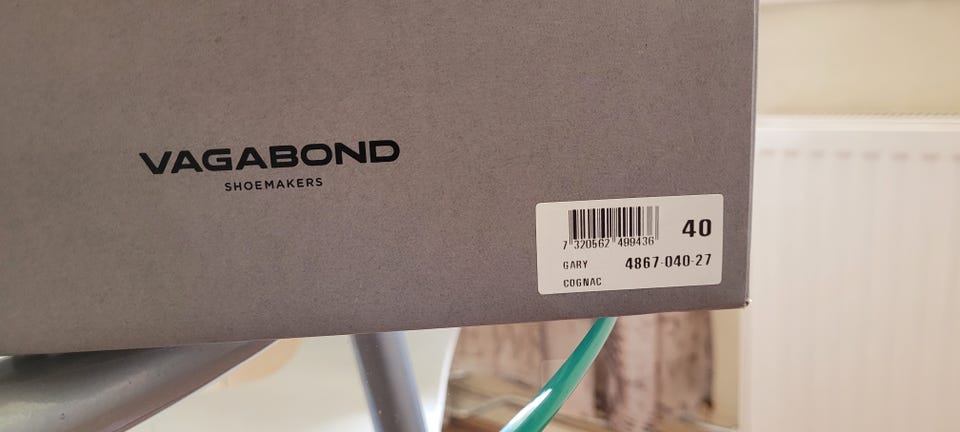 VAGABOND
SHOEMAKERS
40
7 320562 499436
GARY 4867-040-27
COGNAC